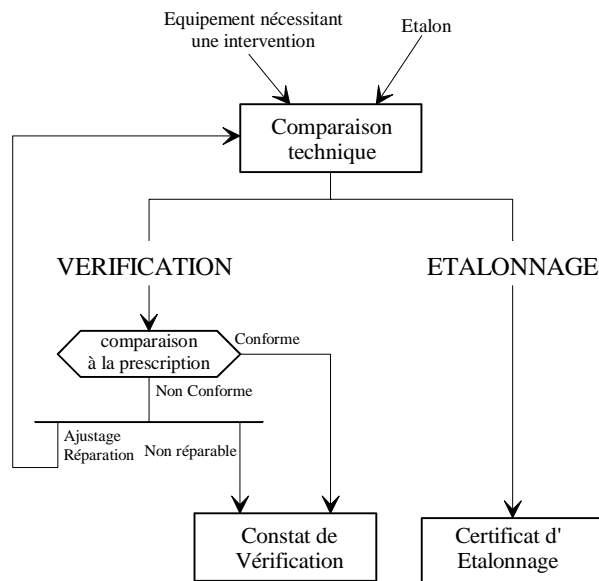 Equipement nécessitant
une intervention
Etalon
Comparaison
technique
VERIFICATION
ETALONNAGE
comparaison
à la prescription
Conforme
Non Conforme
Ajustage
Réparation
Non réparable
Constat de
Vérification
Certificat d'
Etalonnage